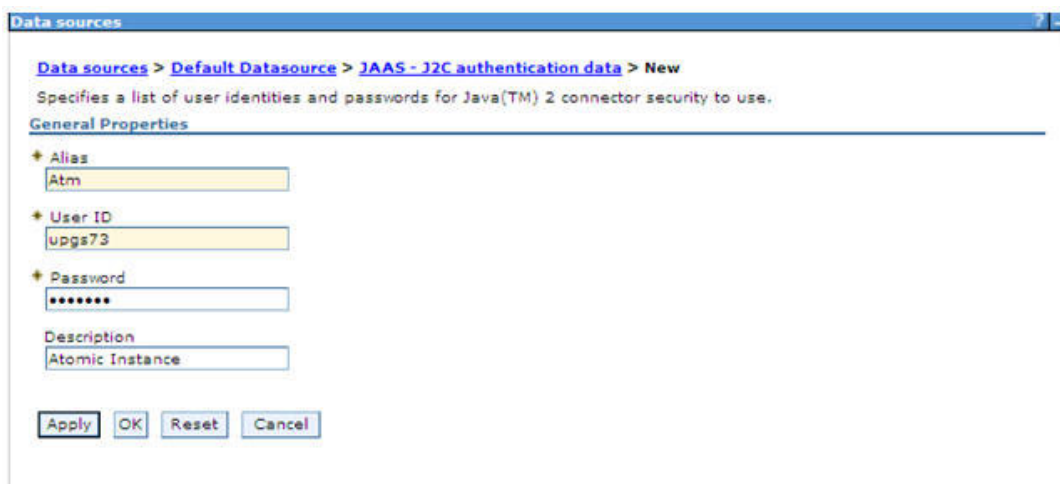 Data sources
?
Data sources > Default Datasource > JAAS - J2C authentication data > New
Specifies a list of user identities and passwords for Java(TM) 2 connector security to use.
General Properties
Alias
Atm
User ID
upgs73
Password
•••••••
Description
Atomic Instance
Apply OK Reset Cancel